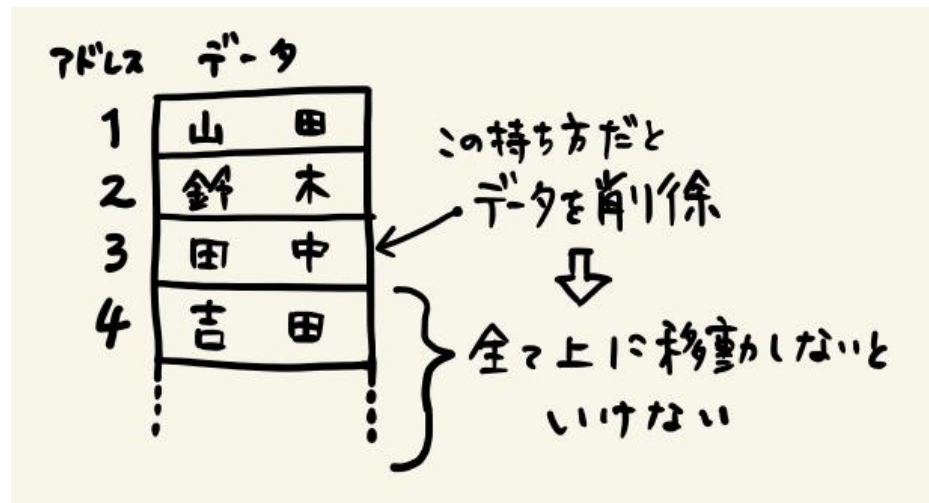 アドレス データ
1 山田
2 鈴木
3 田中
4 吉田
この持ち方だと
データを削除
全て上に移動しないと
いけない